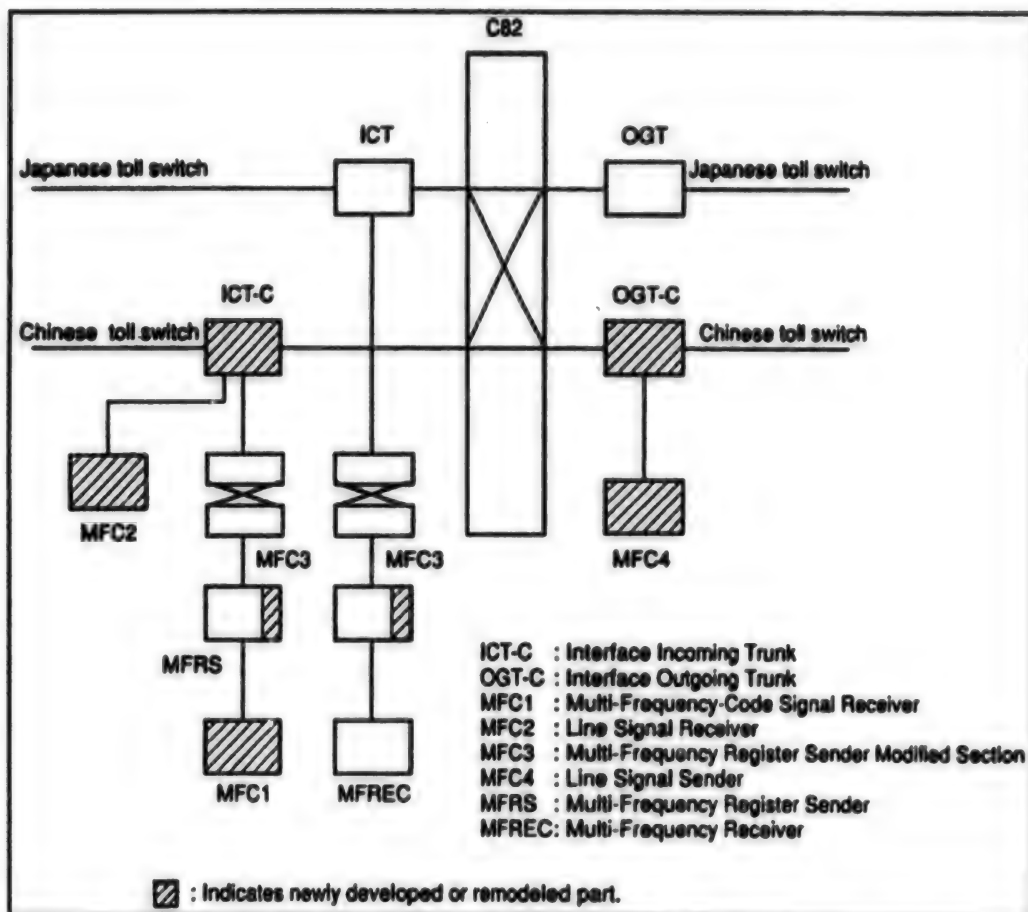 C82
ICT
OGT
Japanese toll switch
Japanese toll switch
ICT-C
OGT-C
Chinese toll switch
Chinese toll switch
MFC2
MFC3
MFC3
MFC4
MFRS
MFC1
MFREC
ICT-C : Interface Incoming Trunk
OGT-C : Interface Outgoing Trunk
MFC1 : Multi-Frequency-Code Signal Receiver
MFC2 : Line Signal Receiver
MFC3 : Multi-Frequency Register Sender Modified Section
MFC4 : Line Signal Sender
MFRS : Multi-Frequency Register Sender
MFREC: Multi-Frequency Receiver
: Indicates newly developed or remodeled part.